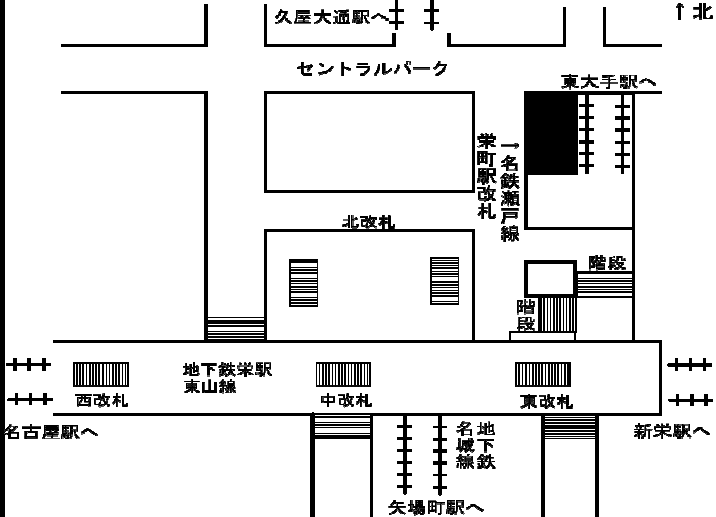 久屋大通駅へ
↑北
セントラルパーク
東大手駅へ
栄町駅改札
→名鉄瀬戸線
北改札
階段
階段
地下鉄栄駅
東山線
西改札
中改札
東改札
名古屋駅へ
地下鉄
名城線
新栄駅へ
矢場町駅へ